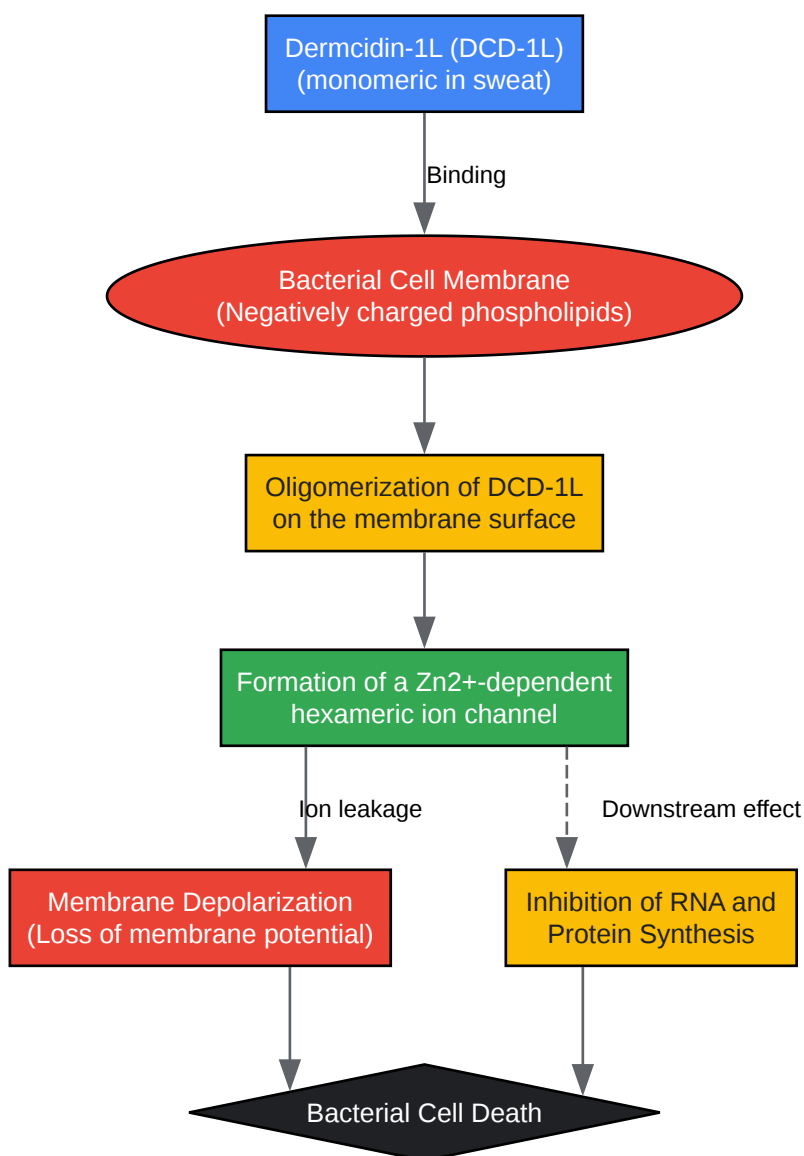 Dermcidin-1L (DCD-1L)
(monomeric in sweat)
Binding
Bacterial Cell Membrane
(Negatively charged phospholipids)
Oligomerization of DCD-1L
on the membrane surface
Formation of a Zn2+-dependent
hexameric ion channel
Ion leakage
Downstream effect
Membrane Depolarization
(Loss of membrane potential)
Inhibition of RNA and
Protein Synthesis
Bacterial Cell Death